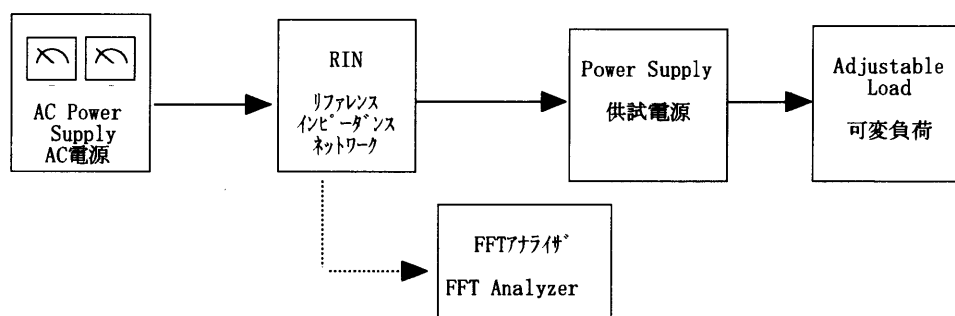 AC Power
Supply
AC電源
RIN
リファレンス
インピーダンス
ネットワーク
Power Supply
供試電源
Adjustable
Load
可変負荷
FFTアナライザ
FFT Analyzer